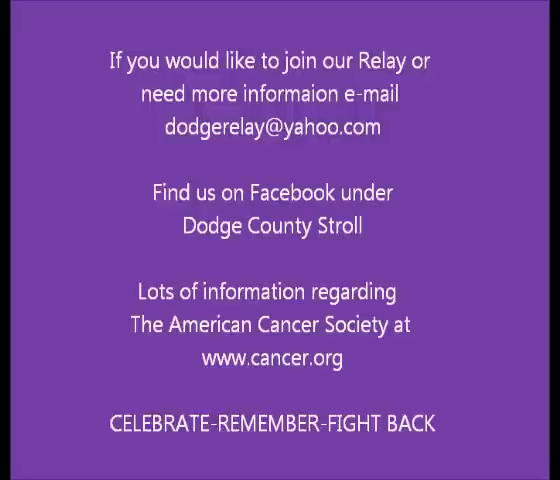 If you would like to join our Relay or
need more informaion e-mail
dodgerelay@yahoo.com
Find us on Facebook under
Dodge County Stroll
Lots of information regarding
The American Cancer Society at
www.cancer.org
CELEBRATE-REMEMBER-FIGHT BACK